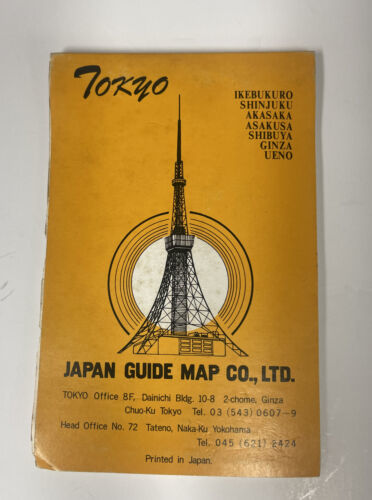 TOKYO
IKEBUKURO
SHINJUKU
AKASAKA
ASAKUSA
SHIBUYA
GINZA
UENO
JAPAN GUIDE MAP CO., LTD.
TOKYO Office 8F, Dainichi Bldg. 10-8 2-chome, Ginza
Chuo-Ku Tokyo Tel. 03 (543) 0607-9
Head Office No. 72 Tateno, Naka-Ku Yokohama
Tel. 045 (621) 2424
Printed in Japan.